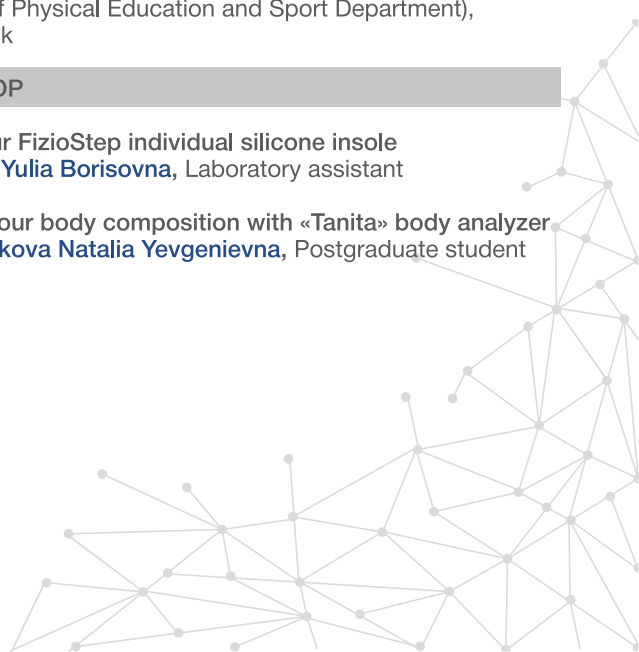 f Physical Education and Sport Department),
k
OP
ur FizioStep individual silicone insole
Yulia Borisovna, Laboratory assistant
our body composition with «Tanita» body analyzer
kova Natalia Yevgenievna, Postgraduate student